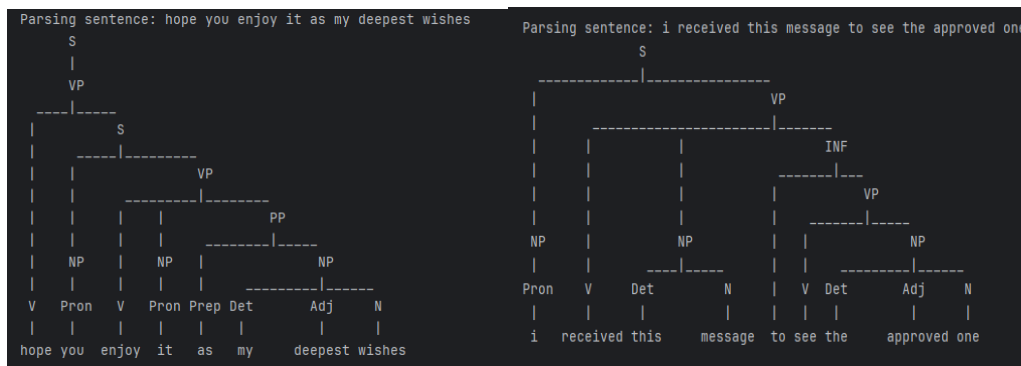 Parsing sentence: hope you enjoy it as my deepest wishes
S
VP
S
VP
PP
NP NP NP
V Pron V Pron Prep Det Adj N
hope you enjoy it as my deepest wishes
Parsing sentence: i received this message to see the approved one
S
VP
INF
VP
NP NP NP
Pron V Det N V Det Adj N
i received this message to see the approved one